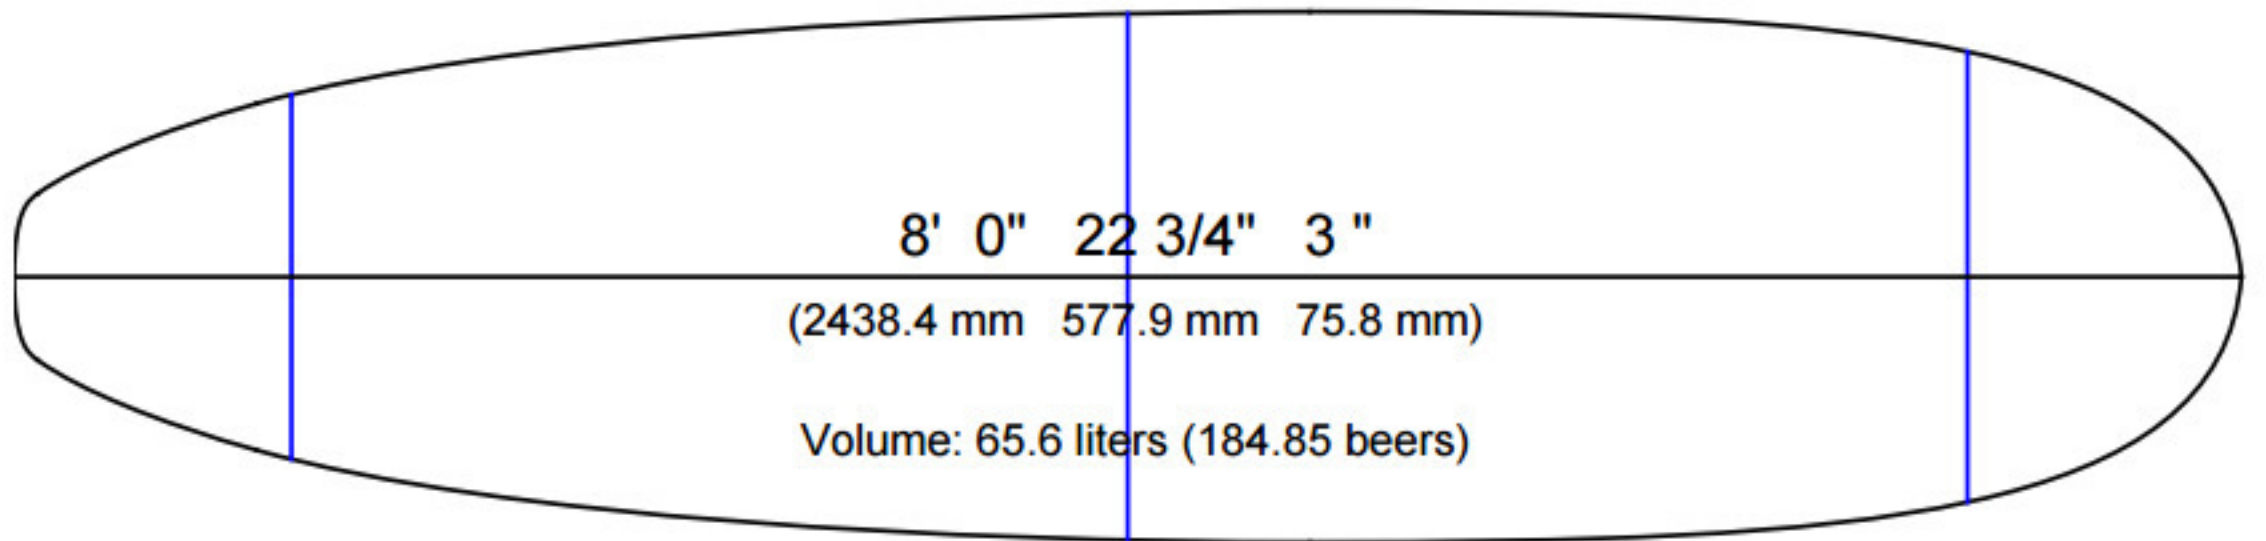 8' 0" 22 3/4" 3 "
(2438.4 mm 577.9 mm 75.8 mm)
Volume: 65.6 liters (184.85 beers)